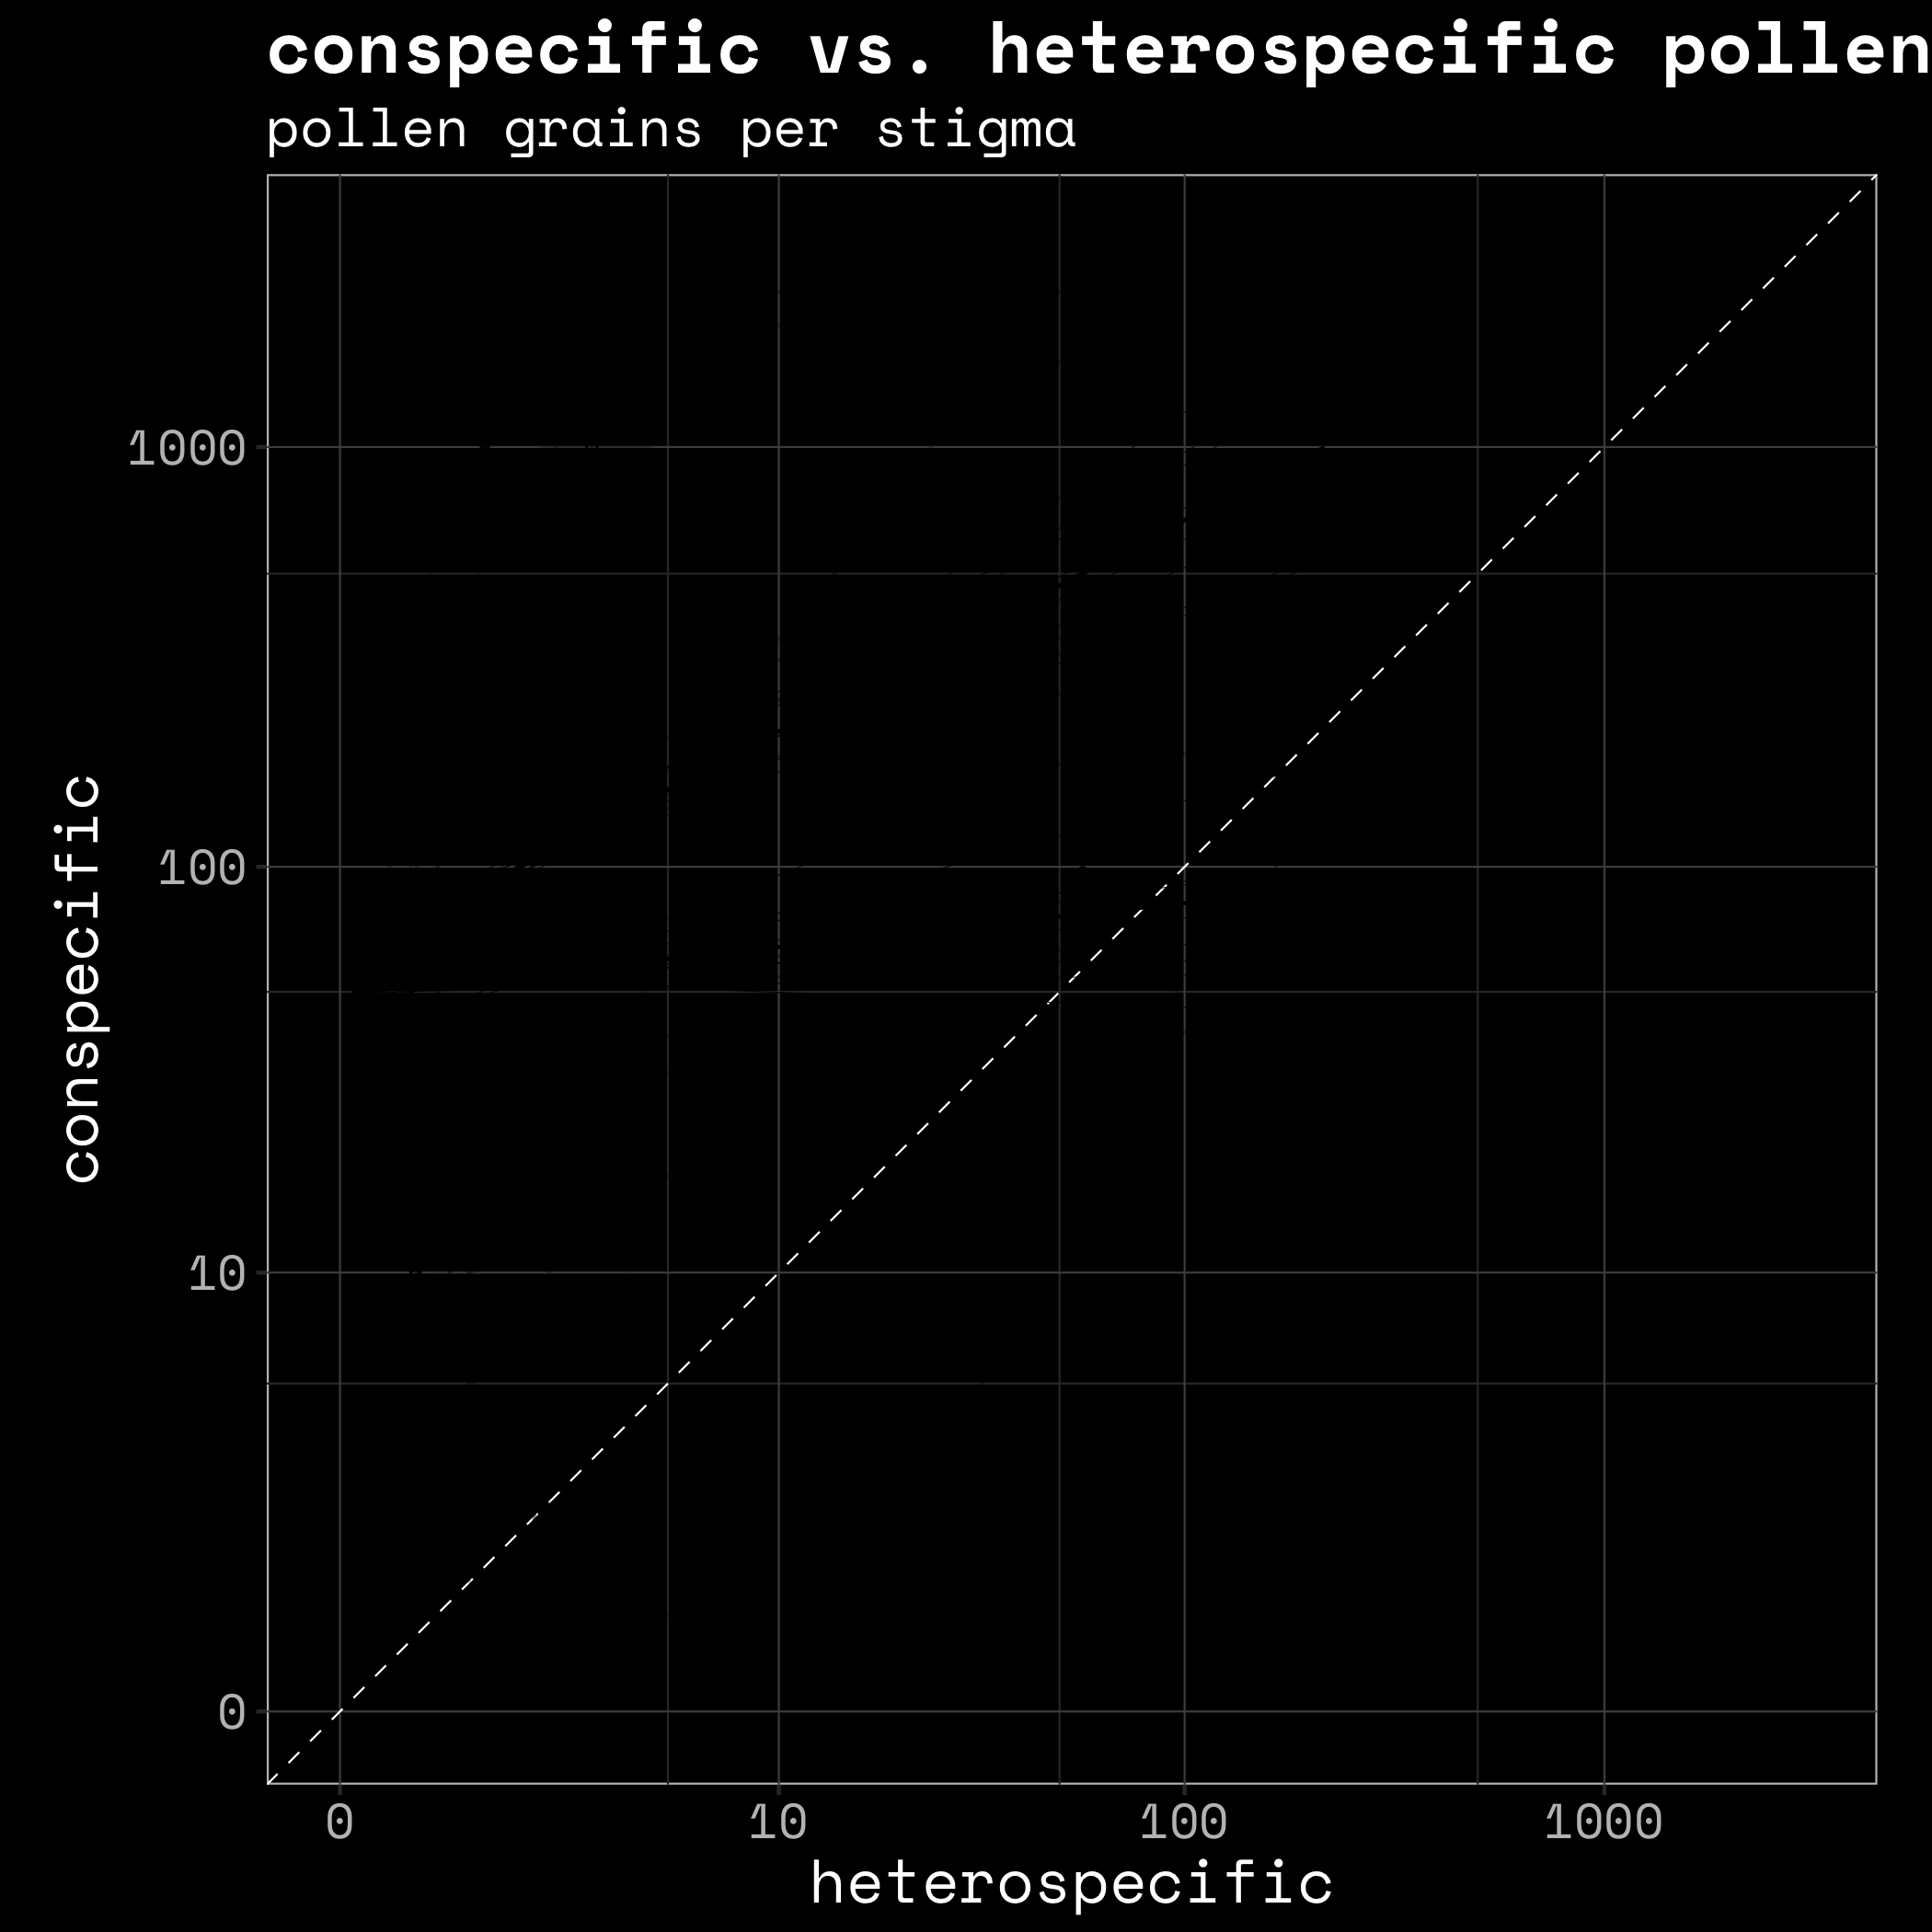 conspecific vs. heterospecific pollen
pollen grains per stigma
conspecific
1000
100
10
0
0 10 100 1000
heterospecific